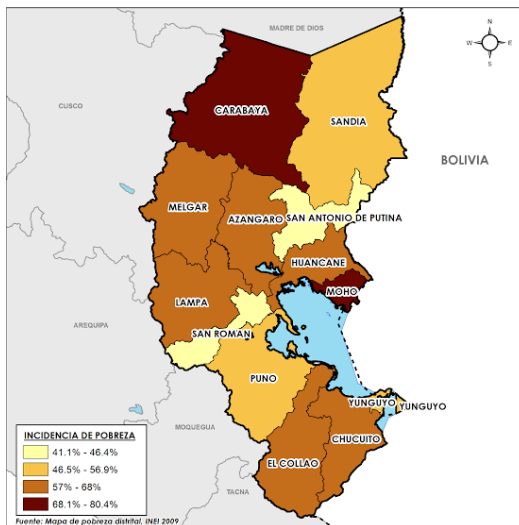 MADRE DE DIOS
N
W
E
S
CUSCO
CARABAYA
SANDIA
BOLIVIA
MELGAR
AZANGARO
SAN ANTONIO DE PUTINA
HUANCANE
MOHO
LAMPA
AREQUIPA
SAN ROMAN
PUNO
YUNGUYO
YUNGUYO
MOQUEGUA
CHUCUITO
EL COLLAO
TACNA
INCIDENCIA DE POBREZA
41.1% - 46.4%
46.5% - 56.9%
57% - 68%
68.1% - 80.4%
Fuente: Mapa de pobreza distrital, INEI 2009